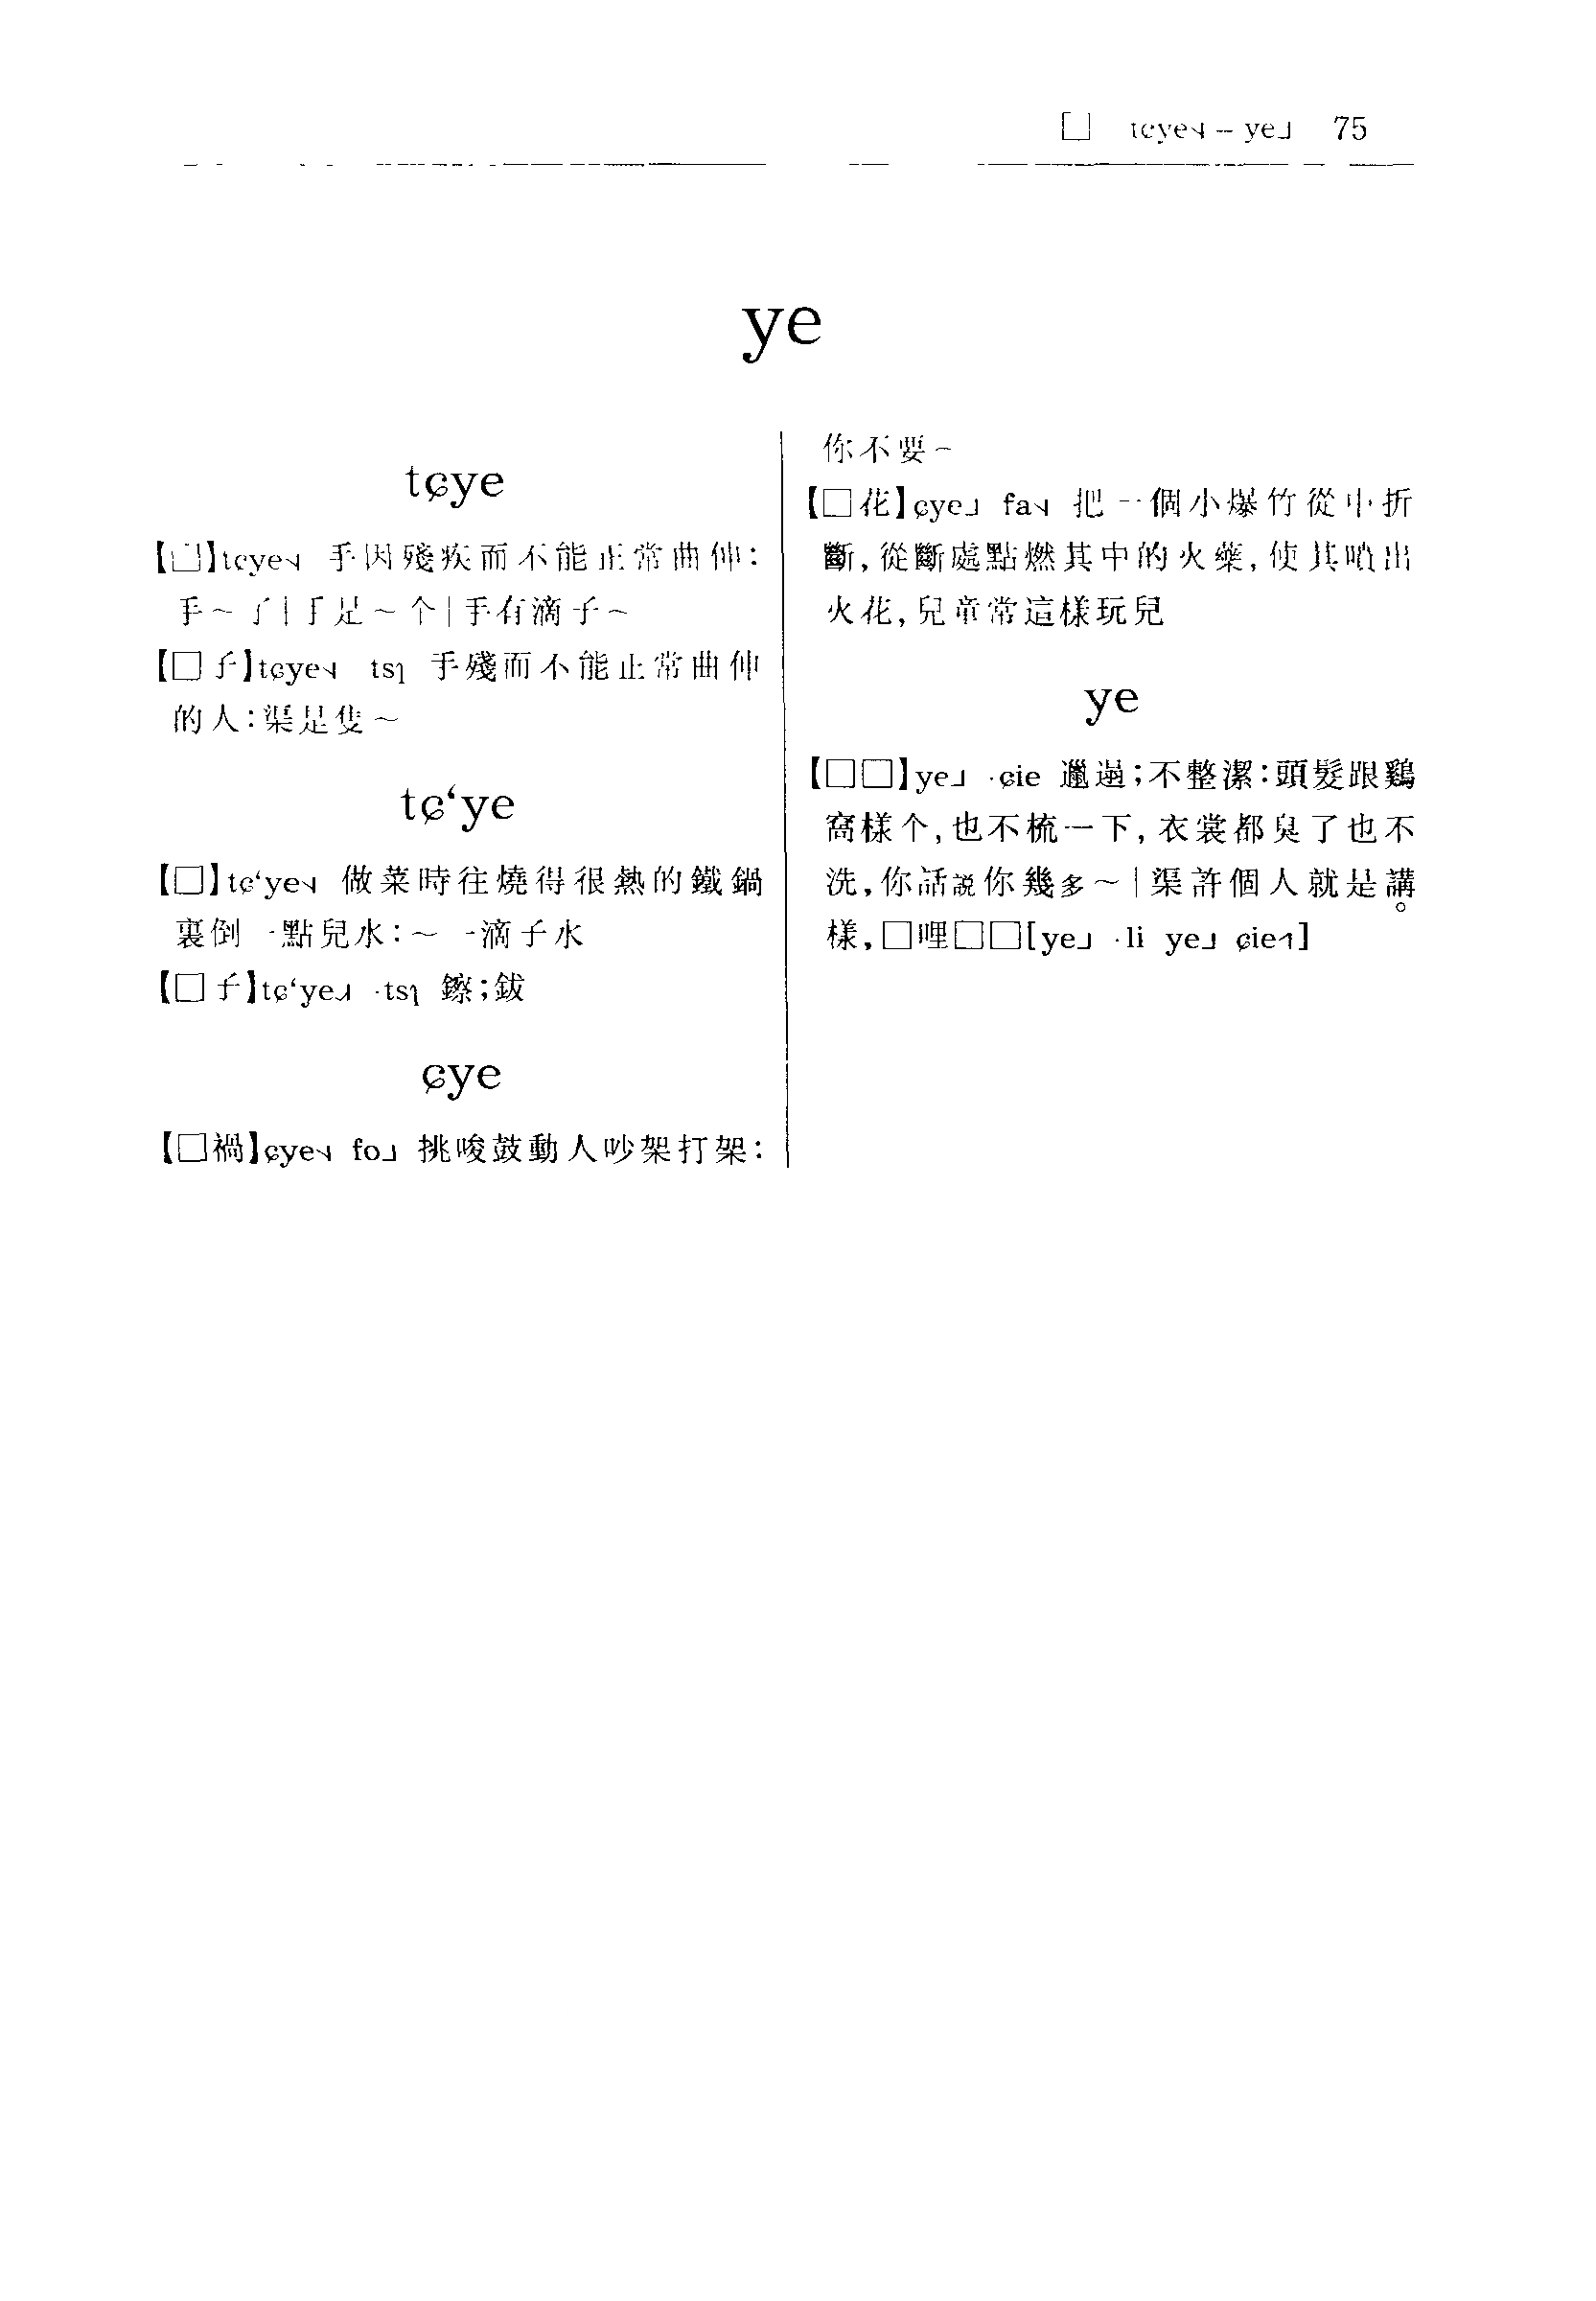 □ tɕye˧˩ – ye˩ 75
ye
tɕye
【□】tɕye˧˩ 手因殘疾而不能正常曲伸：
手～了｜手是～个｜手有滴子～
【□子】tɕye˧˩ tsɿ 手殘而不能正常曲伸
的人：渠是隻～
tɕ‘ye
【□】tɕ‘ye˧˩ 做菜時往燒得很熱的鐵鍋
裏倒一點兒水：～一滴子水
【□子】tɕ‘ye ·tsɿ 鑔；鈸
ɕye
【□禍】ɕye˧˩ fo˩ 挑唆鼓動人吵架打架：
你不要～
【□花】ɕye˩ fa˧˩ 把一個小爆竹從中折
斷，從斷處點燃其中的火藥，使其噴出
火花，兒童常這樣玩兒
ye
【□□】ye˩ ·ɕie 邋遢；不整潔：頭髮跟鷄
窩樣个，也不梳一下，衣裳都臭了也不
洗，你話説你幾多～｜渠許個人就是講
樣，□哩□□[ye˩ ·li ye˩ ɕie]